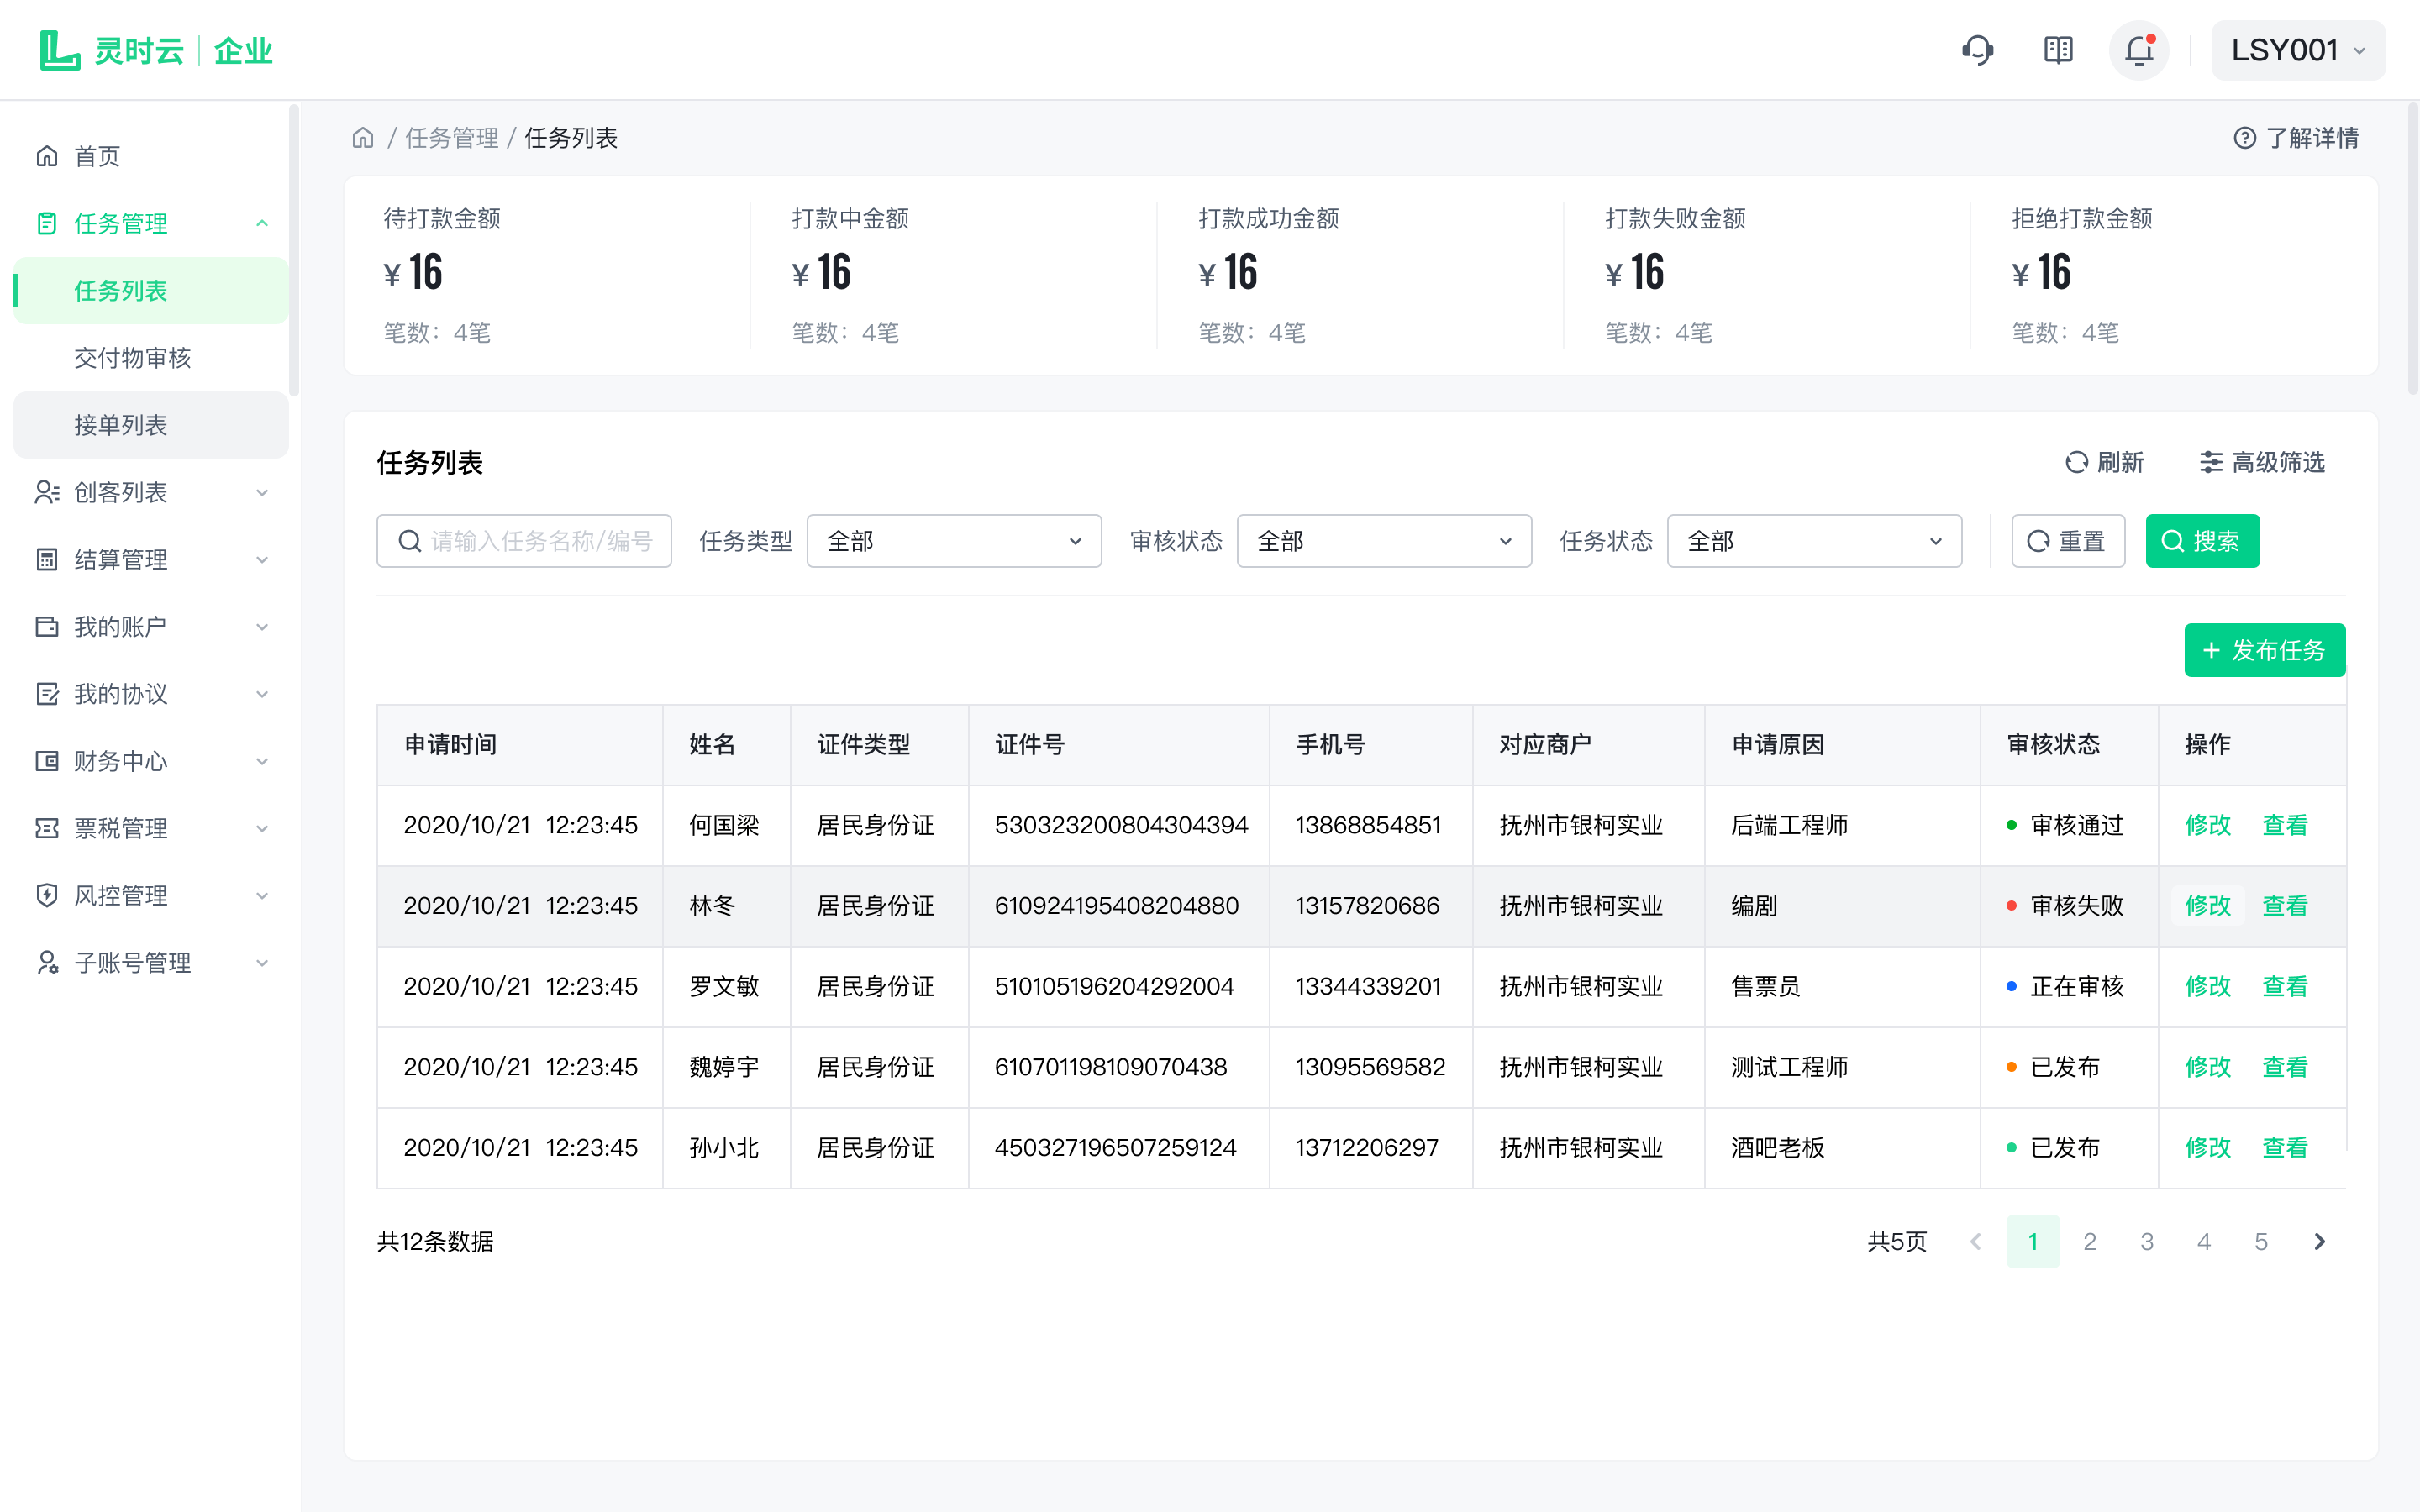 灵时云 企业
LSY001
首页
任务管理
任务列表
交付物审核
接单列表
创客列表
结算管理
我的账户
我的协议
财务中心
票税管理
风控管理
子账号管理
/ 任务管理 / 任务列表
了解详情
待打款金额 打款中金额 打款成功金额 打款失败金额 拒绝打款金额
¥ 16 ¥ 16 ¥ 16 ¥ 16 ¥ 16
笔数：4笔 笔数：4笔 笔数：4笔 笔数：4笔 笔数：4笔
任务列表 刷新 高级筛选
请输入任务名称/编号 任务类型 全部 审核状态 全部 任务状态 全部 重置 搜索
发布任务
申请时间 姓名 证件类型 证件号 手机号 对应商户 申请原因 审核状态 操作
2020/10/21 12:23:45 何国梁 居民身份证 530323200804304394 13868854851 抚州市银柯实业 后端工程师 审核通过 修改 查看
2020/10/21 12:23:45 林冬 居民身份证 610924195408204880 13157820686 抚州市银柯实业 编剧 审核失败 修改 查看
2020/10/21 12:23:45 罗文敏 居民身份证 510105196204292004 13344339201 抚州市银柯实业 售票员 正在审核 修改 查看
2020/10/21 12:23:45 魏婷宇 居民身份证 610701198109070438 13095569582 抚州市银柯实业 测试工程师 已发布 修改 查看
2020/10/21 12:23:45 孙小北 居民身份证 450327196507259124 13712206297 抚州市银柯实业 酒吧老板 已发布 修改 查看
共12条数据 共5页 1 2 3 4 5